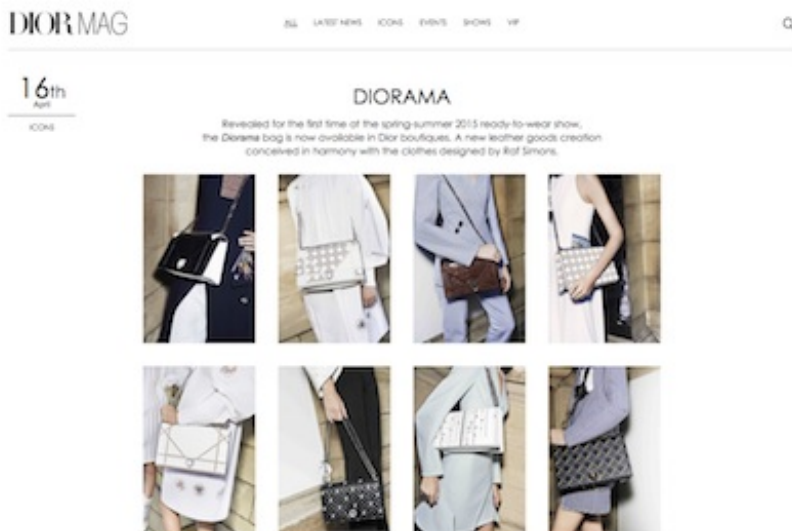 DIOR MAG
ALL LATEST NEWS ICONS EVENTS SHOWS VIP
16th
April
ICONS
DIORAMA
Revealed for the first time at the spring-summer 2015 ready-to-wear show,
the Diorama bag is now available in Dior boutiques. A new leather goods creation
conceived in harmony with the clothes designed by Raf Simons.